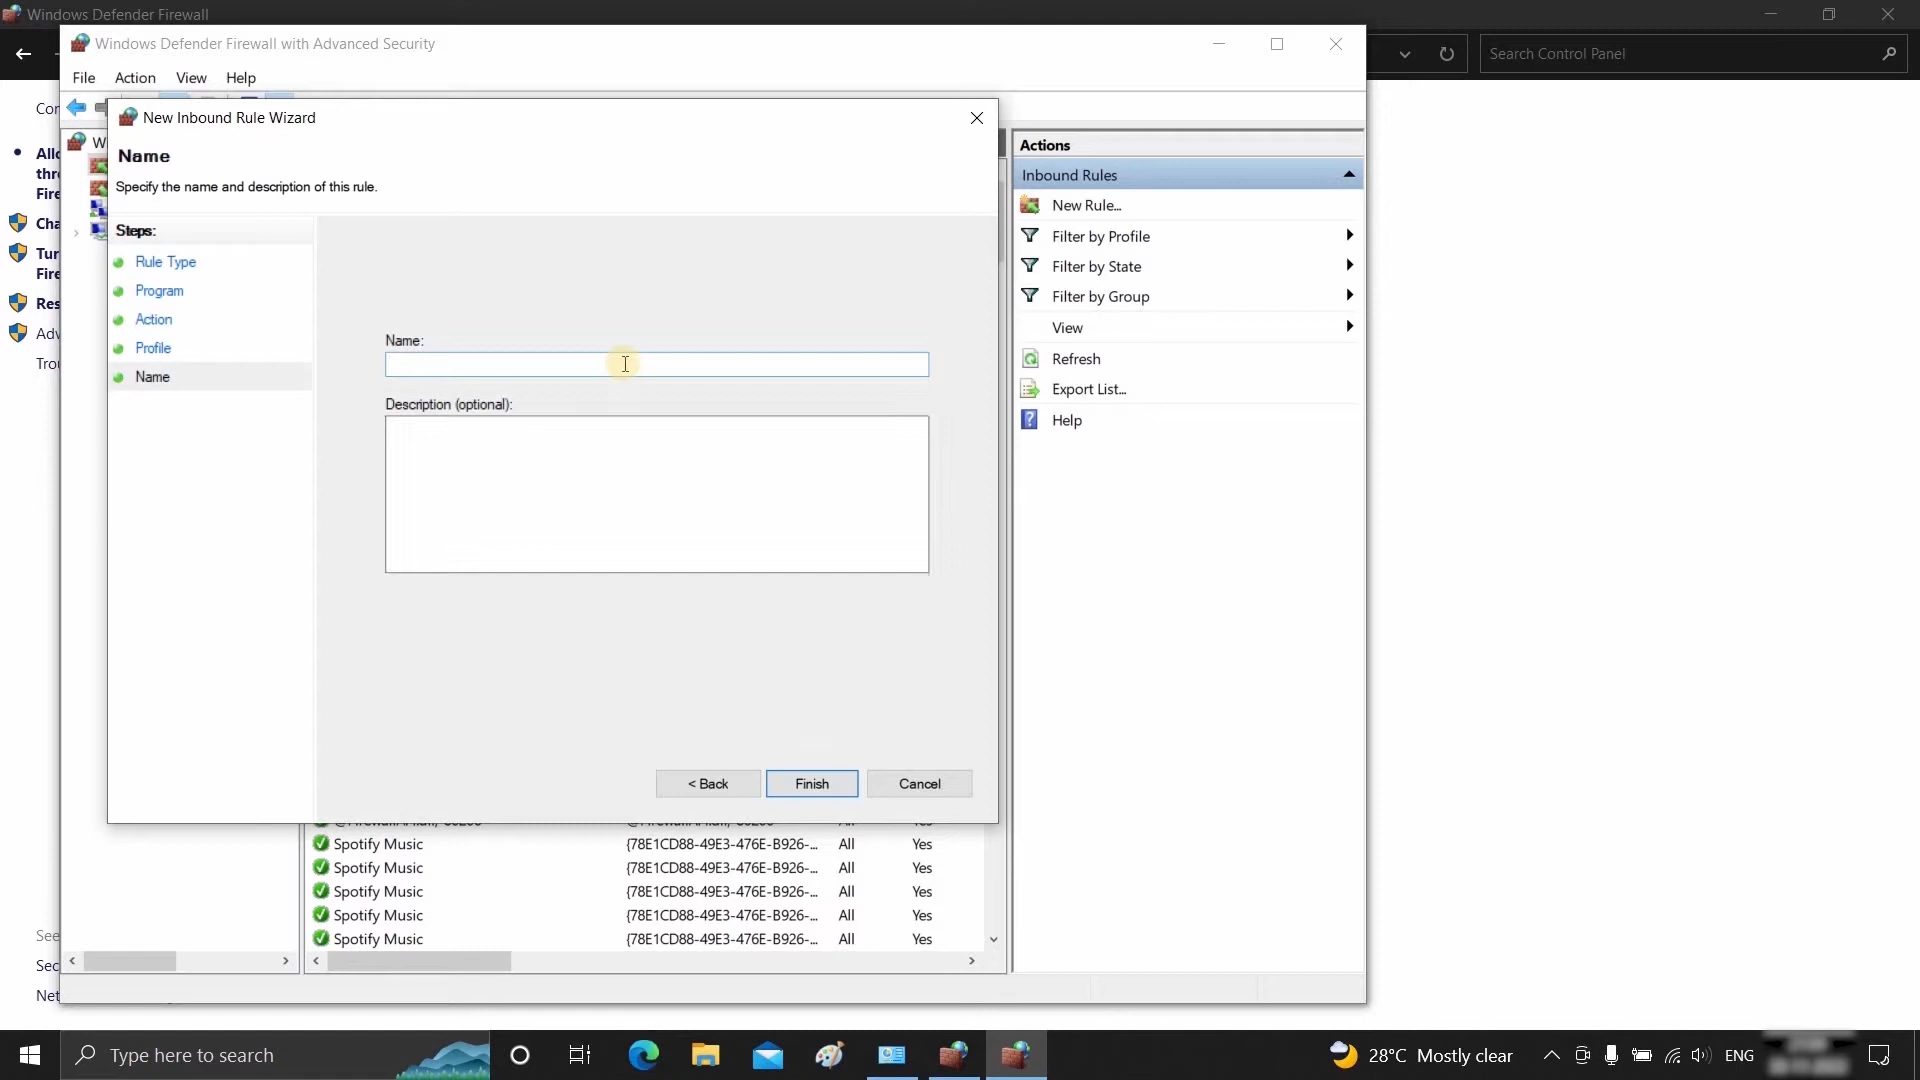 Windows Defender Firewall
Windows Defender Firewall with Advanced Security
Search Control Panel
File Action View Help
New Inbound Rule Wizard
Name
Specify the name and description of this rule.
Steps:
Rule Type
Program
Action
Profile
Name
Name:
Description (optional):
< Back
Finish
Cancel
Actions
Inbound Rules
New Rule...
Filter by Profile
Filter by State
Filter by Group
View
Refresh
Export List...
Help
Spotify Music {78E1CD88-49E3-476E-B926-... All Yes
Spotify Music {78E1CD88-49E3-476E-B926-... All Yes
Spotify Music {78E1CD88-49E3-476E-B926-... All Yes
Spotify Music {78E1CD88-49E3-476E-B926-... All Yes
Spotify Music {78E1CD88-49E3-476E-B926-... All Yes
See
Type here to search
28°C Mostly clear
ENG